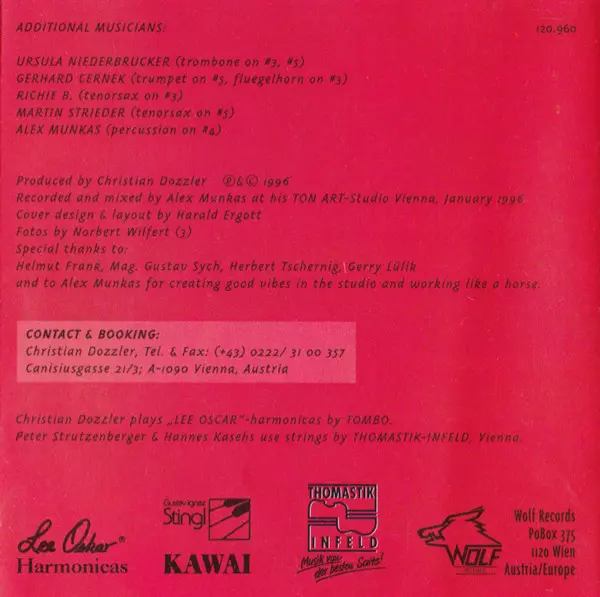 ADDITIONAL MUSICIANS:
120.960
URSULA NIEDERBRUCKER (trombone on #3, #5)
GERHARD CERNEK (trumpet on #5, fluegelhorn on #3)
RICHIE B. (tenorsax on #3)
MARTIN STRIEDER (tenorsax on #5)
ALEX MUNKAS (percussion on #4)
Produced by Christian Dozzler ℗&© 1996
Recorded and mixed by Alex Munkas at his TON ART-Studio Vienna, January 1996
Cover design & layout by Harald Ergott
Fotos by Norbert Wilfert (3)
Special thanks to:
Helmut Frank, Mag. Gustav Sych, Herbert Tschernig, Gerry Lülik
and to Alex Munkas for creating good vibes in the studio and working like a horse.
CONTACT & BOOKING:
Christian Dozzler, Tel. & Fax: (+43) 0222/ 31 00 357
Canisiusgasse 21/3; A-1090 Vienna, Austria
Christian Dozzler plays „LEE OSCAR"-harmonicas by TOMBO.
Peter Strutzenberger & Hannes Kasehs use strings by THOMASTIK-INFELD, Vienna.
Lee Oskar®
Harmonicas
Gustav Ignaz
Stingl
KAWAI
THOMASTIK
INFELD
Musik von
der besten Saite!
WOLF
RECORDS
Wolf Records
PoBox 375
1120 Wien
Austria/Europe